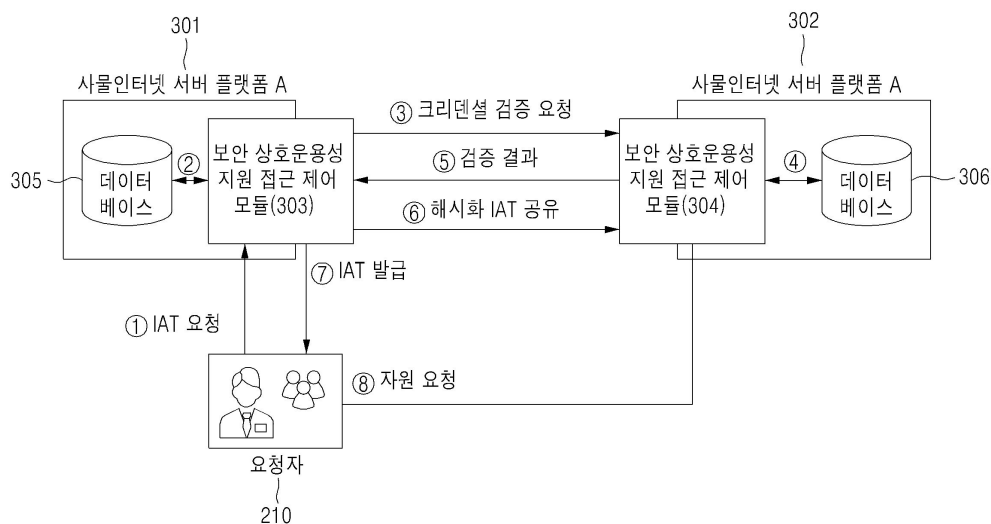 301
302
사물인터넷 서버 플랫폼 A
사물인터넷 서버 플랫폼 A
305
데이터
베이스
②
보안 상호운용성
지원 접근 제어
모듈(303)
③ 크리덴셜 검증 요청
⑤ 검증 결과
⑥ 해시화 IAT 공유
보안 상호운용성
지원 접근 제어
모듈(304)
④
데이터
베이스
306
⑦ IAT 발급
① IAT 요청
⑧ 자원 요청
요청자
210